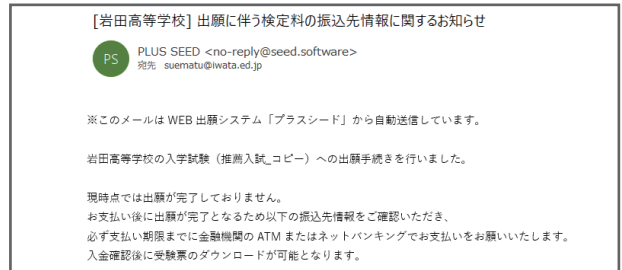 [岩田高等学校] 出願に伴う検定料の振込先情報に関するお知らせ
PS
PLUS SEED <no-reply@seed.software>
宛先 suematu@iwata.ed.jp
※このメールは WEB 出願システム「プラスシード」から自動送信しています。
岩田高等学校の入学試験（推薦入試_コピー）への出願手続きを行いました。
現時点では出願が完了しておりません。
お支払い後に出願が完了となるため以下の振込先情報をご確認いただき、
必ず支払い期限までに金融機関の ATM またはネットバンキングでお支払いをお願いいたします。
入金確認後に受験票のダウンロードが可能となります。